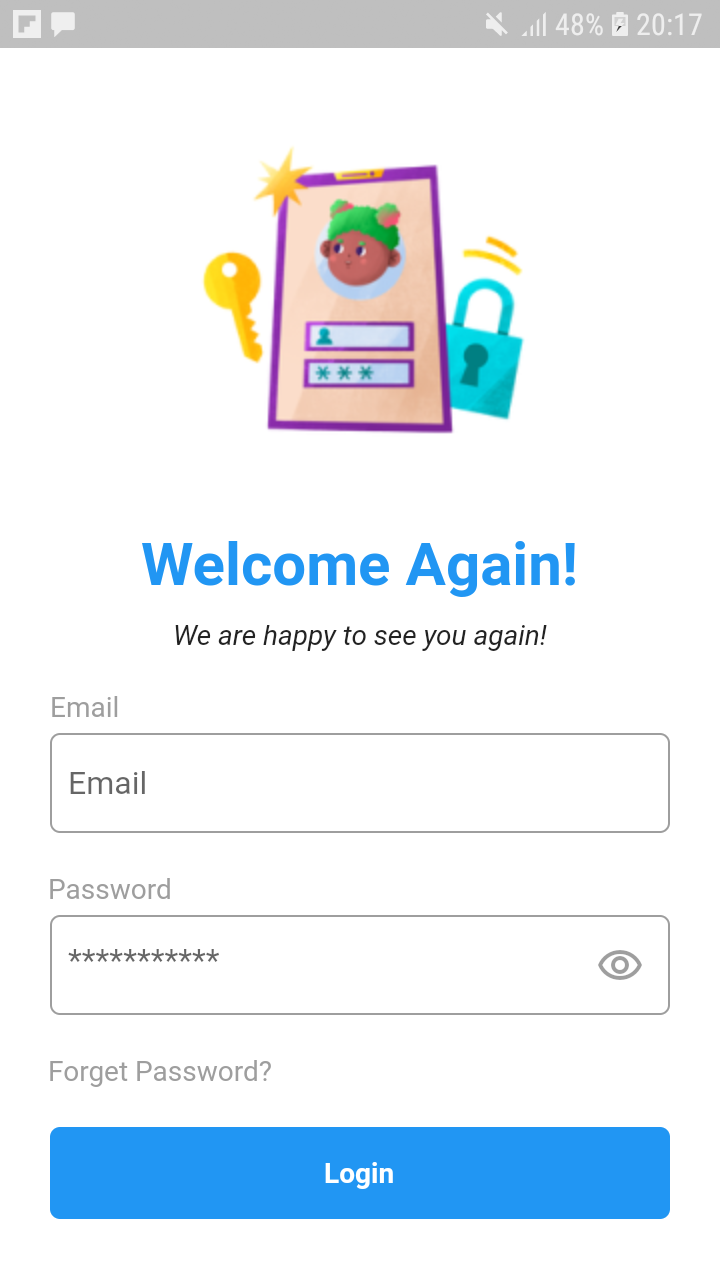 48% 20:17
* * *
Welcome Again!
We are happy to see you again!
Email
Email
Password
***********
Forget Password?
Login